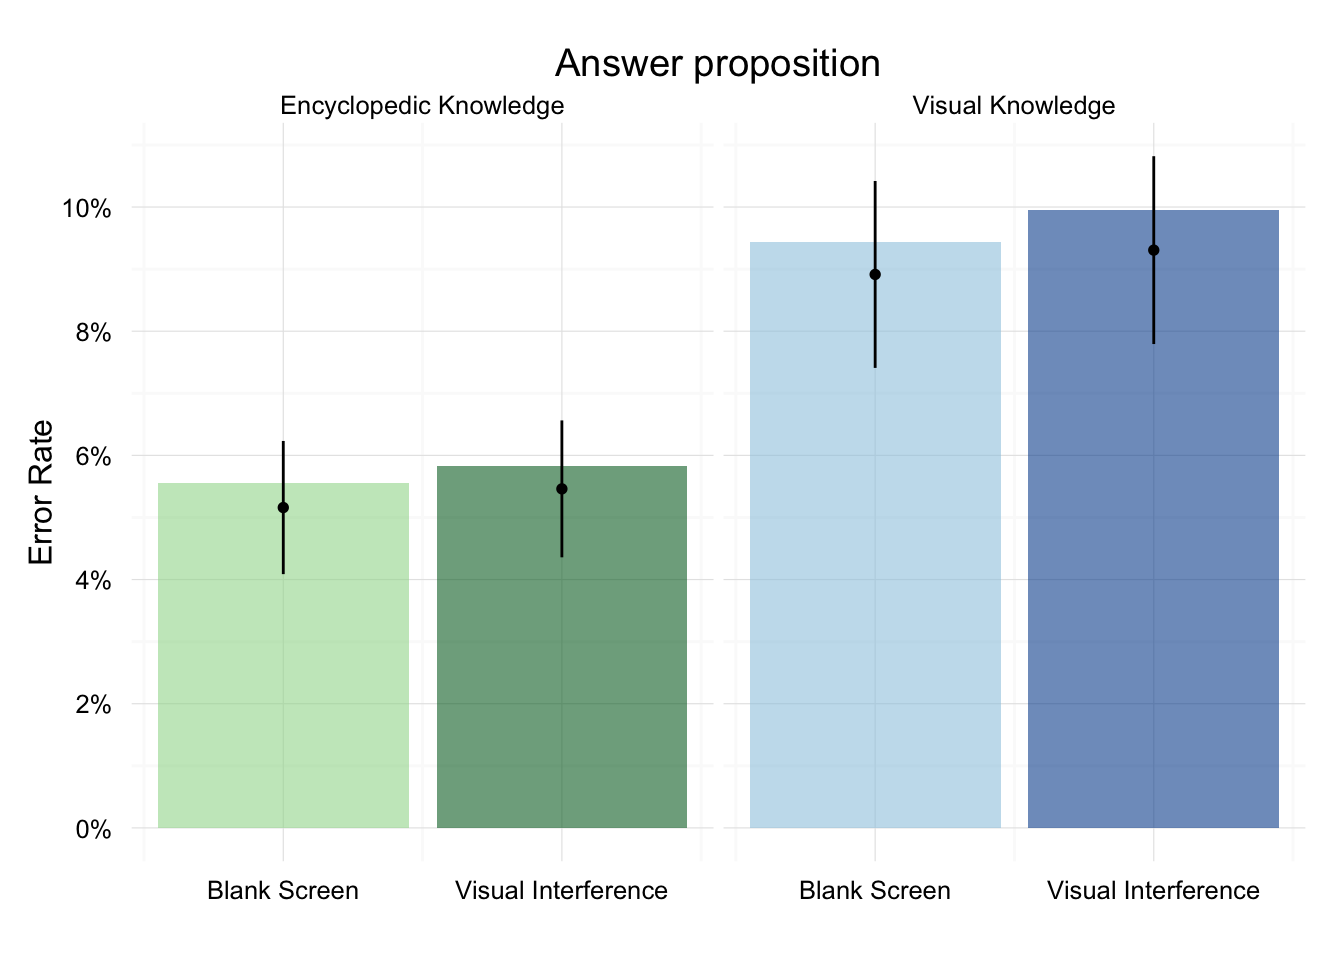 Answer proposition
Encyclopedic Knowledge
Visual Knowledge
10%
8%
6%
4%
2%
0%
Error Rate
Blank Screen
Visual Interference
Blank Screen
Visual Interference